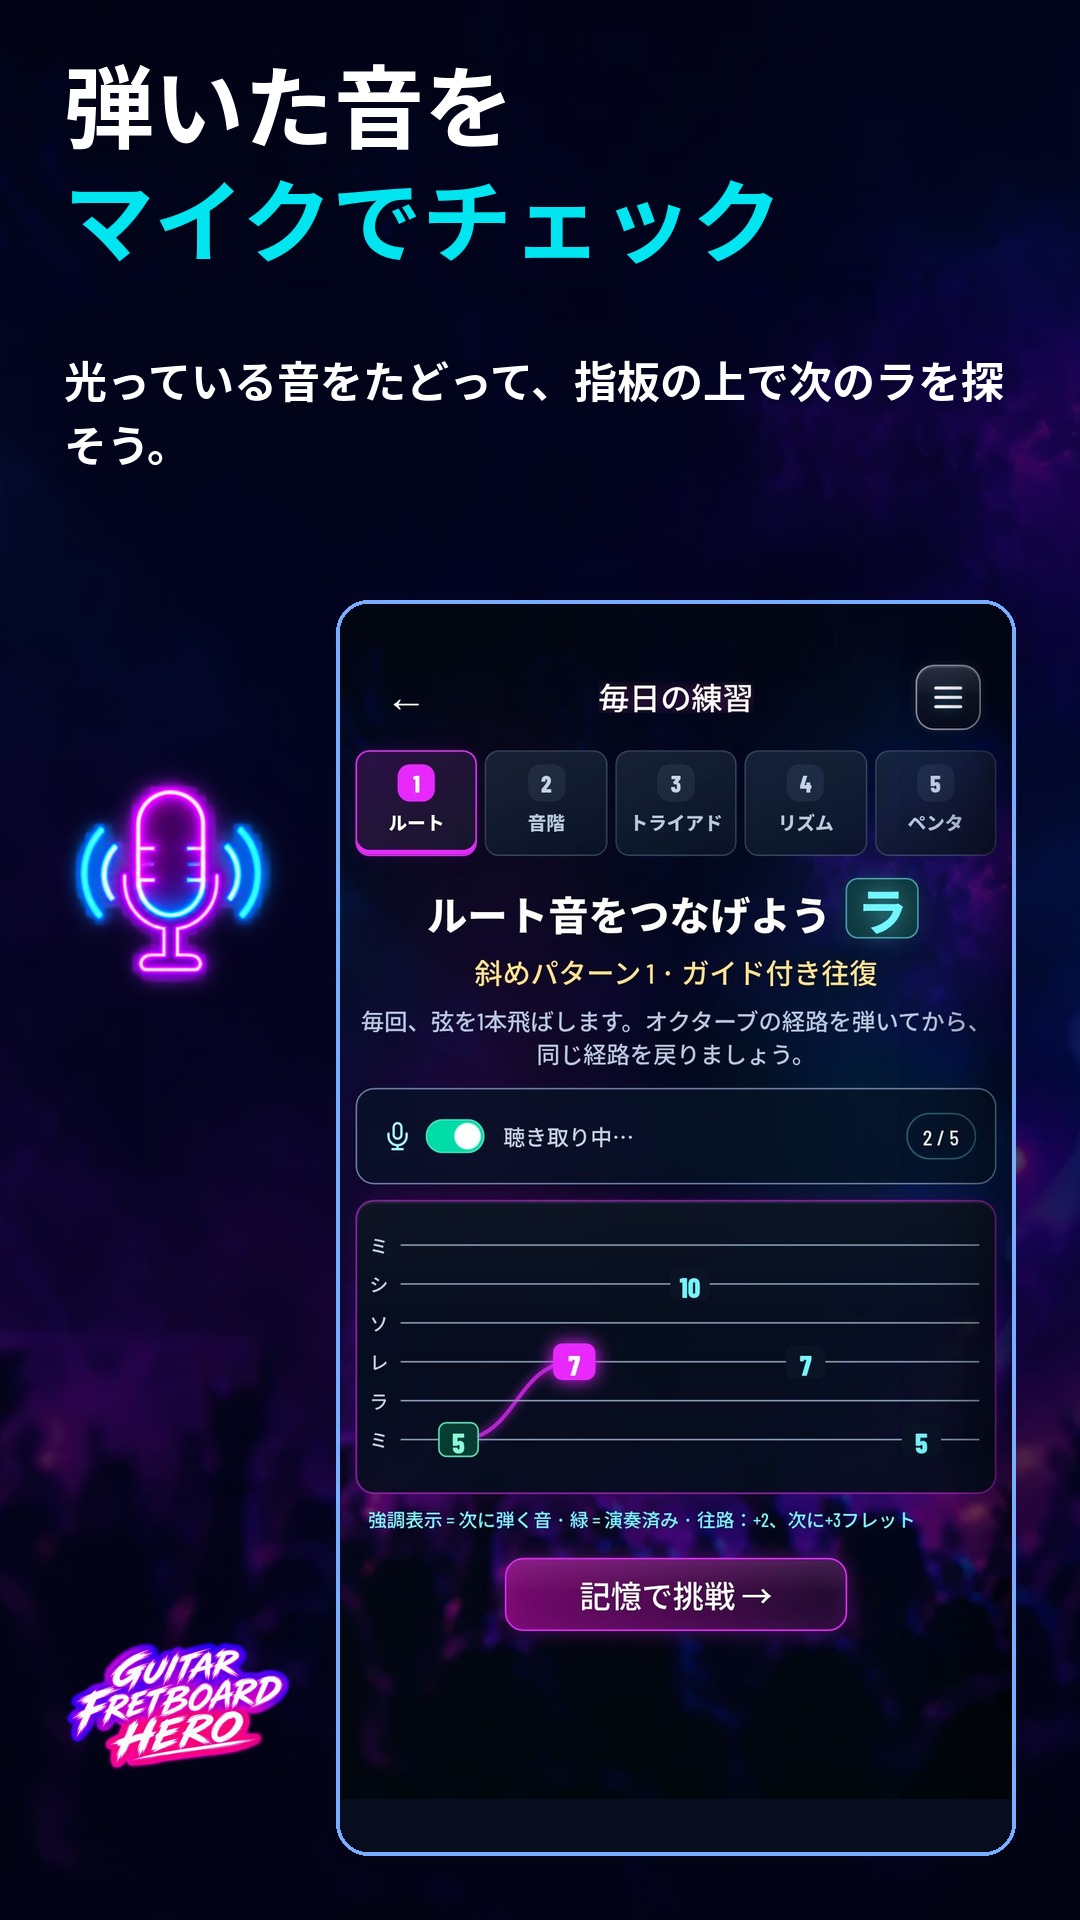 弾いた音を
マイクでチェック
光っている音をたどって、指板の上で次のラを探
そう。
← 毎日の練習
1 2 3 4 5
ルート 音階 トライアド リズム ペンタ
ルート音をつなげよう ラ
斜めパターン1・ガイド付き往復
毎回、弦を1本飛ばします。オクターブの経路を弾いてから、
同じ経路を戻りましょう。
聴き取り中… 2 / 5
ミ
シ 10
ソ
レ 7 7
ラ
ミ 5 5
強調表示 = 次に弾く音・緑 = 演奏済み・往路：+2、次に+3フレット
記憶で挑戦 →
GUITAR
FRETBOARD
HERO